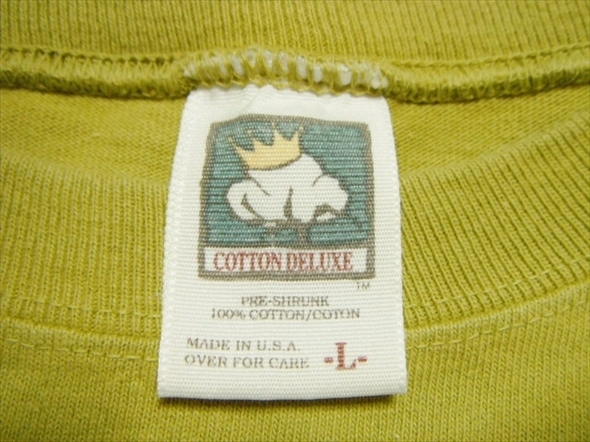 COTTON DELUXE
TM
PRE-SHRUNK
100% COTTON/COTON
MADE IN U.S.A.
OVER FOR CARE -L-